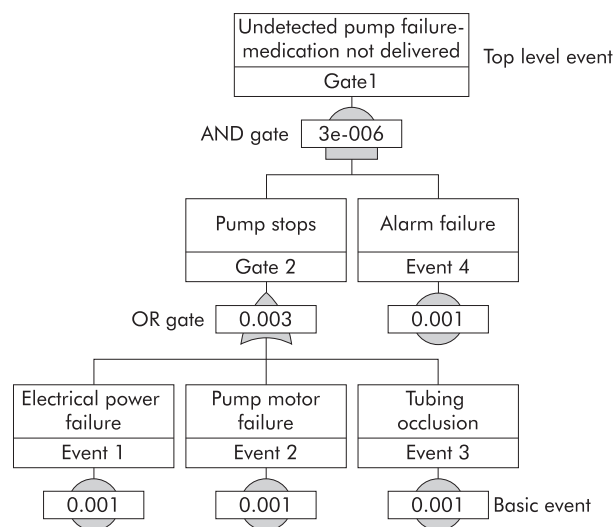 Undetected pump failure-
medication not delivered
Top level event
Gate1
AND gate
3e-006
Pump stops
Alarm failure
Gate 2
Event 4
OR gate
0.003
0.001
Electrical power
failure
Pump motor
failure
Tubing
occlusion
Event 1
Event 2
Event 3
0.001
0.001
0.001
Basic event